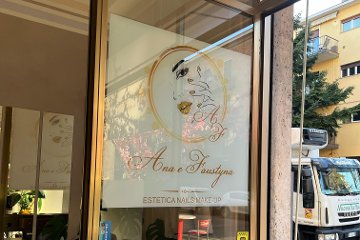 A
F
Ana e Faustyna
ESTETICA NAILS MAKE-UP